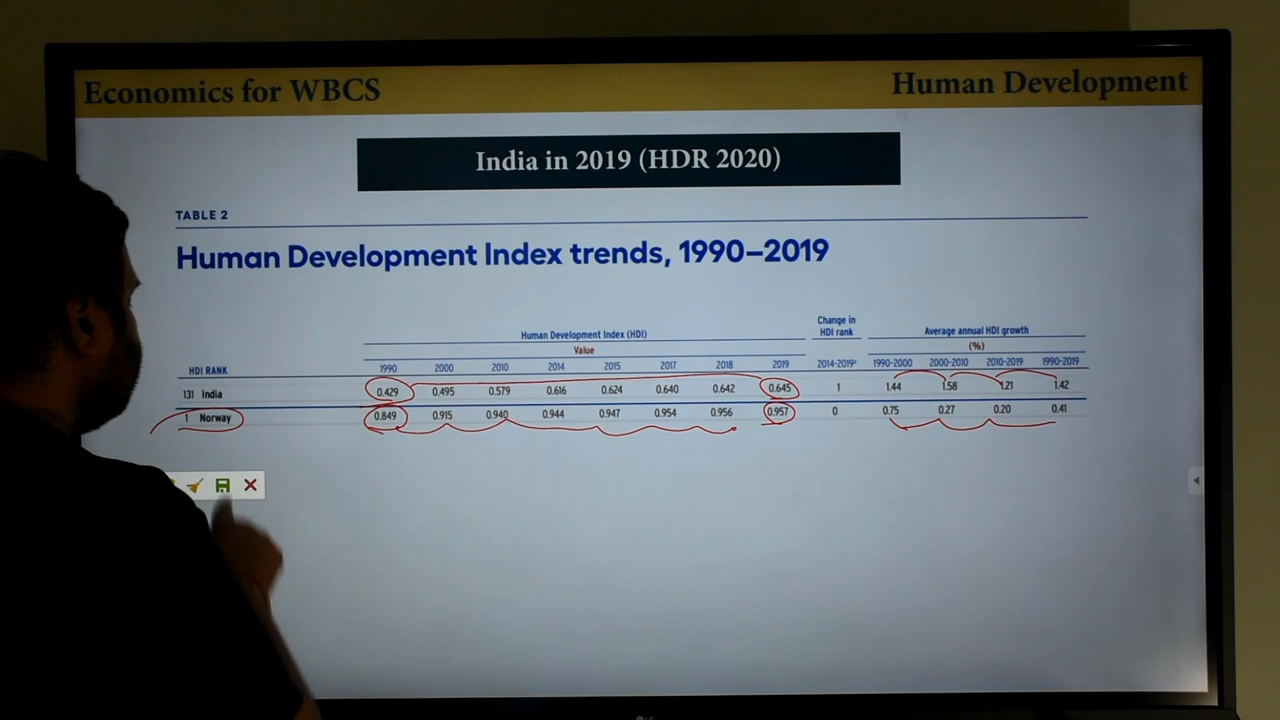 Economics for WBCS
Human Development
India in 2019 (HDR 2020)
TABLE 2
Human Development Index trends, 1990–2019
Human Development Index (HDI) Change in HDI rank Average annual HDI growth
Value (%)
HDI RANK 1990 2000 2010 2014 2015 2017 2018 2019 2014-2019ᵃ 1990-2000 2000-2010 2010-2019 1990-2019
131 India 0.429 0.495 0.579 0.616 0.624 0.640 0.642 0.645 1 1.44 1.58 1.21 1.42
1 Norway 0.849 0.915 0.940 0.944 0.947 0.954 0.956 0.957 0 0.75 0.27 0.20 0.41
LG